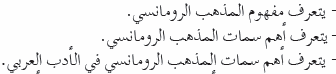 - يتعرف مفهوم المذهب الرومانسي.
- يتعرف أهم سمات المذهب الرومانسي.
- يتعرف أهم سمات المذهب الرومانسي في الأدب العربي.